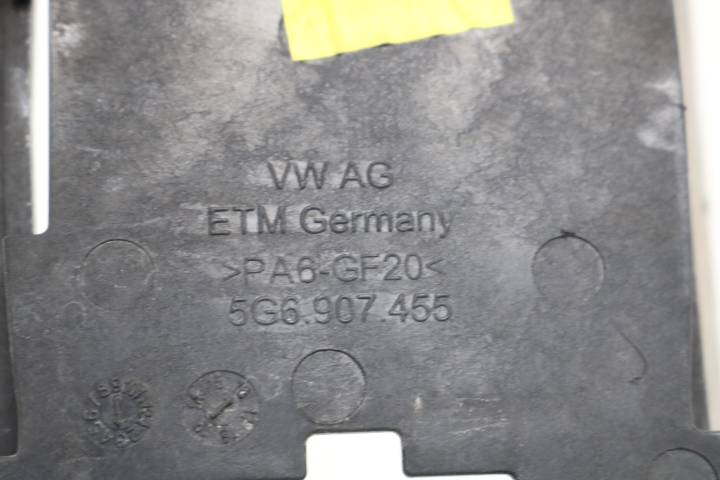 VW AG
ETM Germany
>PA6-GF20<
5G6.907.455